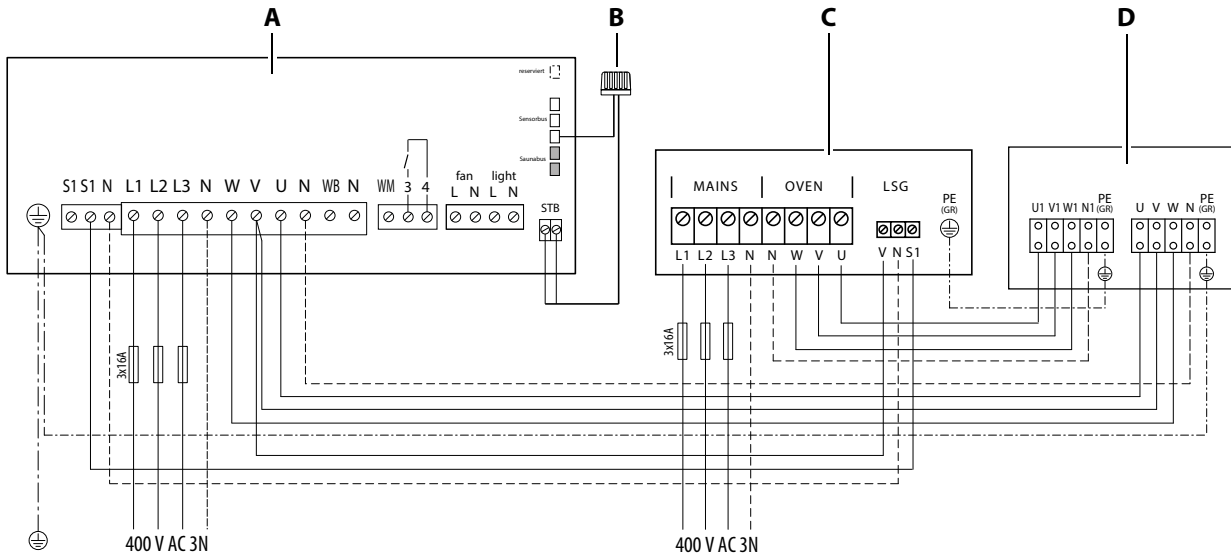 A B C D
reserviert
Sensorbus
Saunabus
S1 S1 N L1 L2 L3 N W V U N WB N WM 3 4
fan light
L N L N
STB
MAINS OVEN LSG
PE
(GR)
L1 L2 L3 N N W V U V N S1
U1 V1 W1 N1 PE
(GR)
U V W N PE
(GR)
3x16A
3x16A
400 V AC 3N
400 V AC 3N